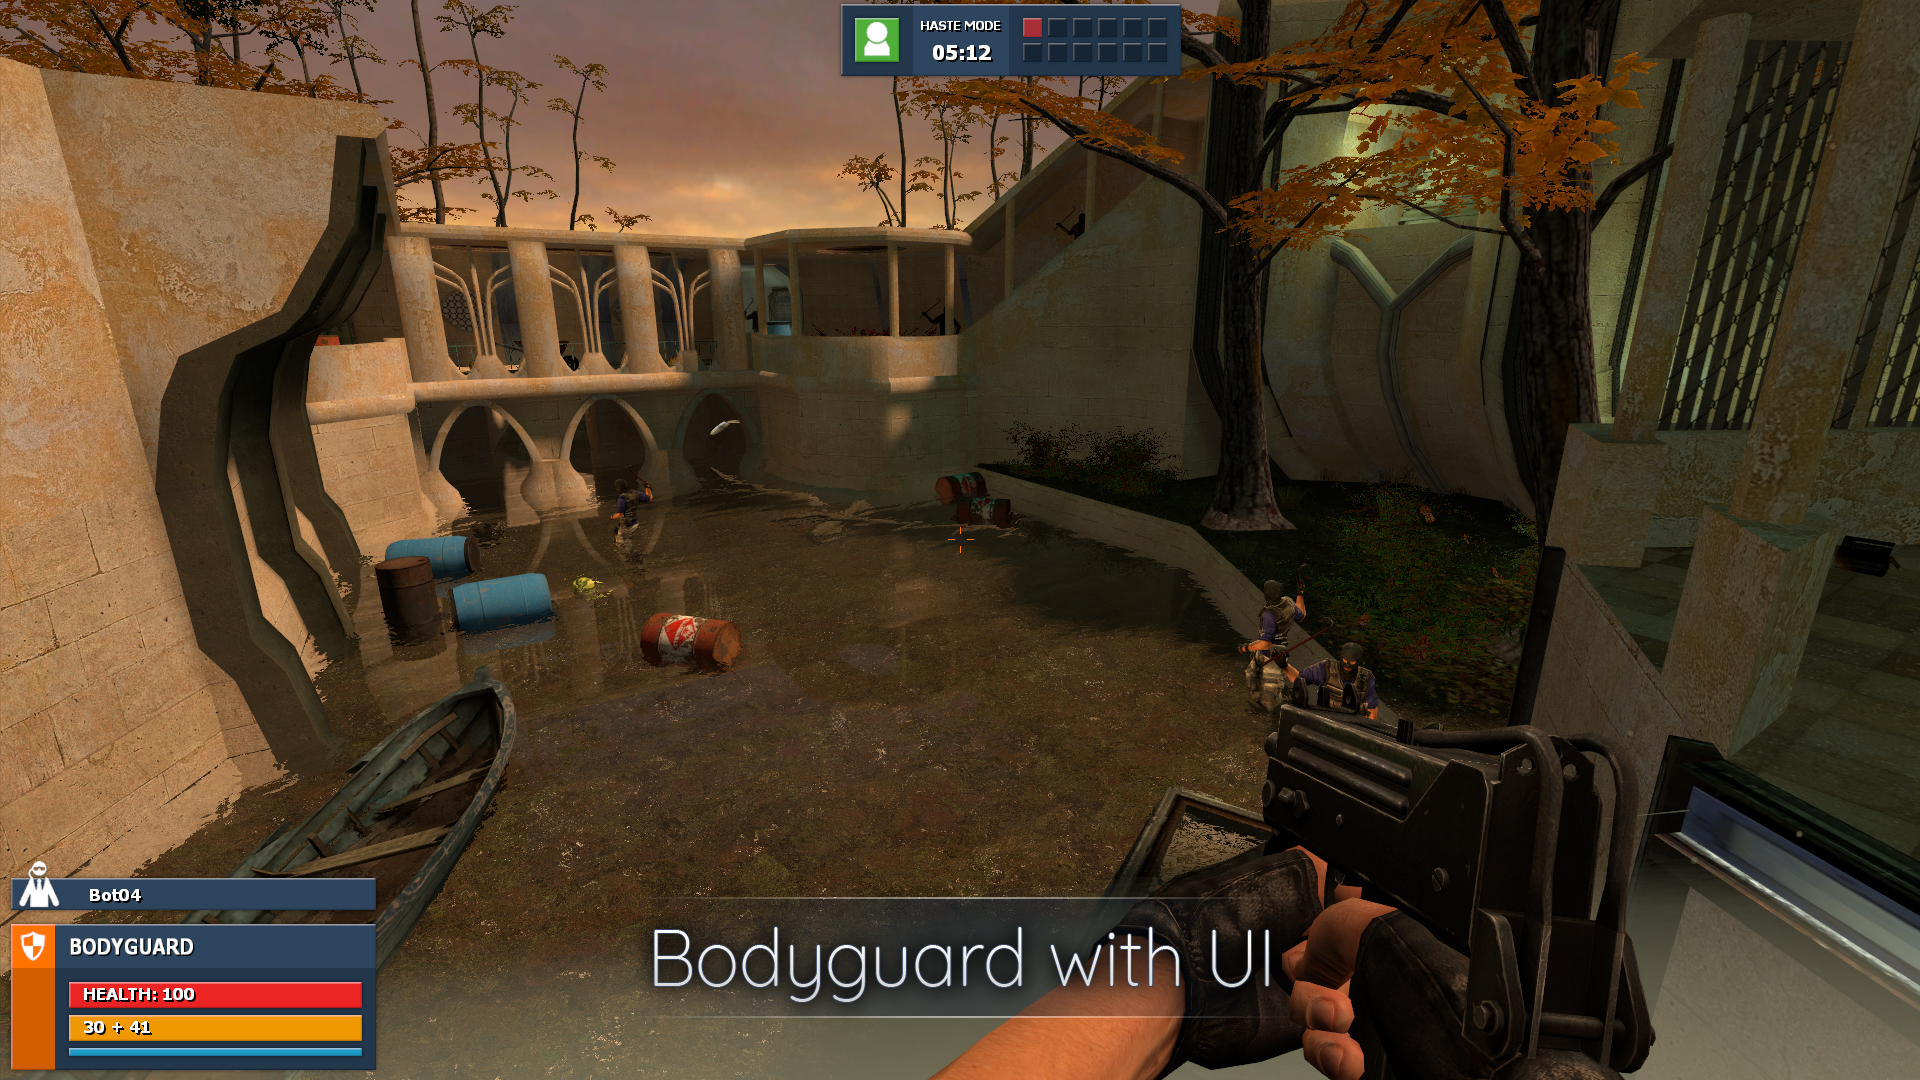 HASTE MODE
05:12
Bot04
BODYGUARD
HEALTH: 100
30 + 41
Bodyguard with UI